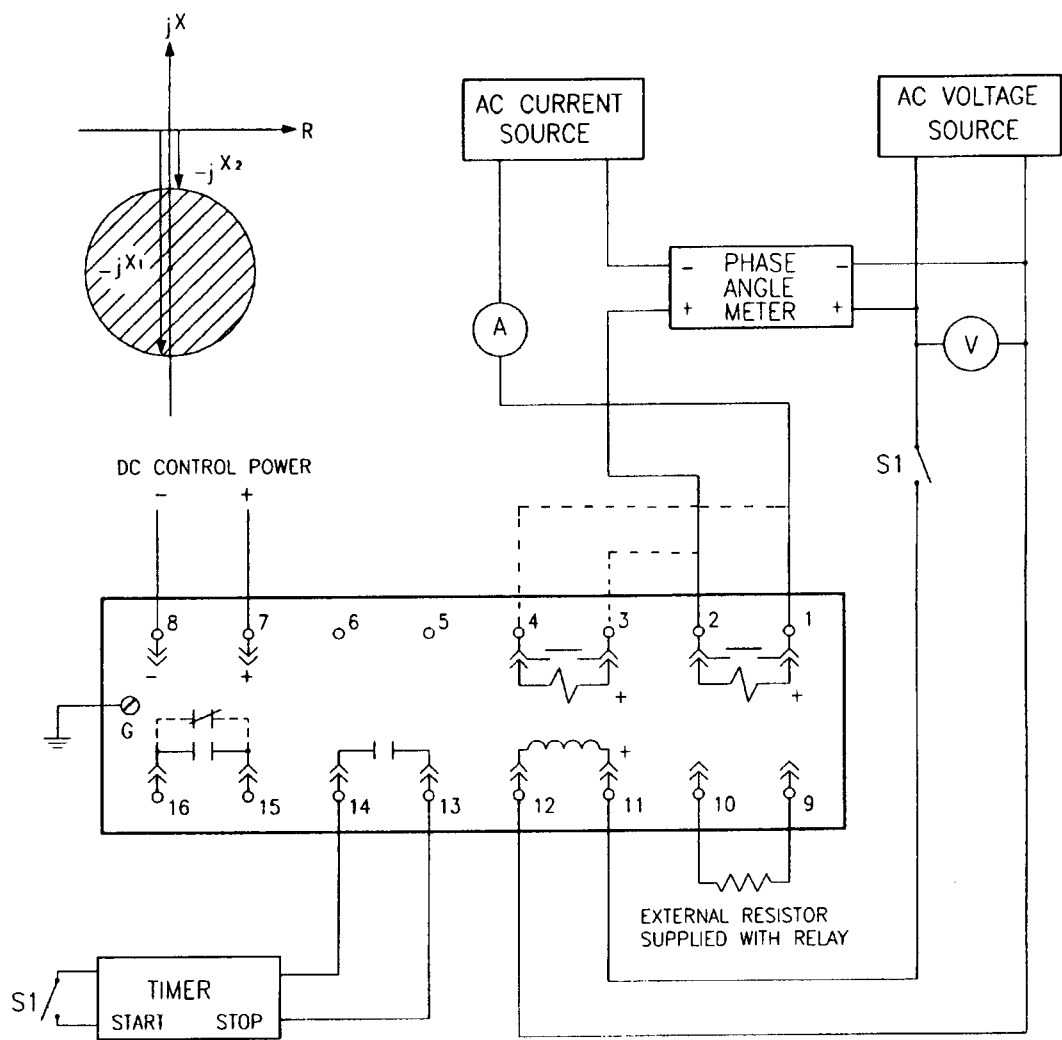 jX
R
-jX2
-jX1
AC CURRENT
SOURCE
AC VOLTAGE
SOURCE
- PHASE -
ANGLE
+ METER +
A
V
S1
DC CONTROL POWER
- +
8 7 6 5 4 3 2 1
- + + +
G
+
16 15 14 13 12 11 10 9
EXTERNAL RESISTOR
SUPPLIED WITH RELAY
S1
TIMER
START STOP